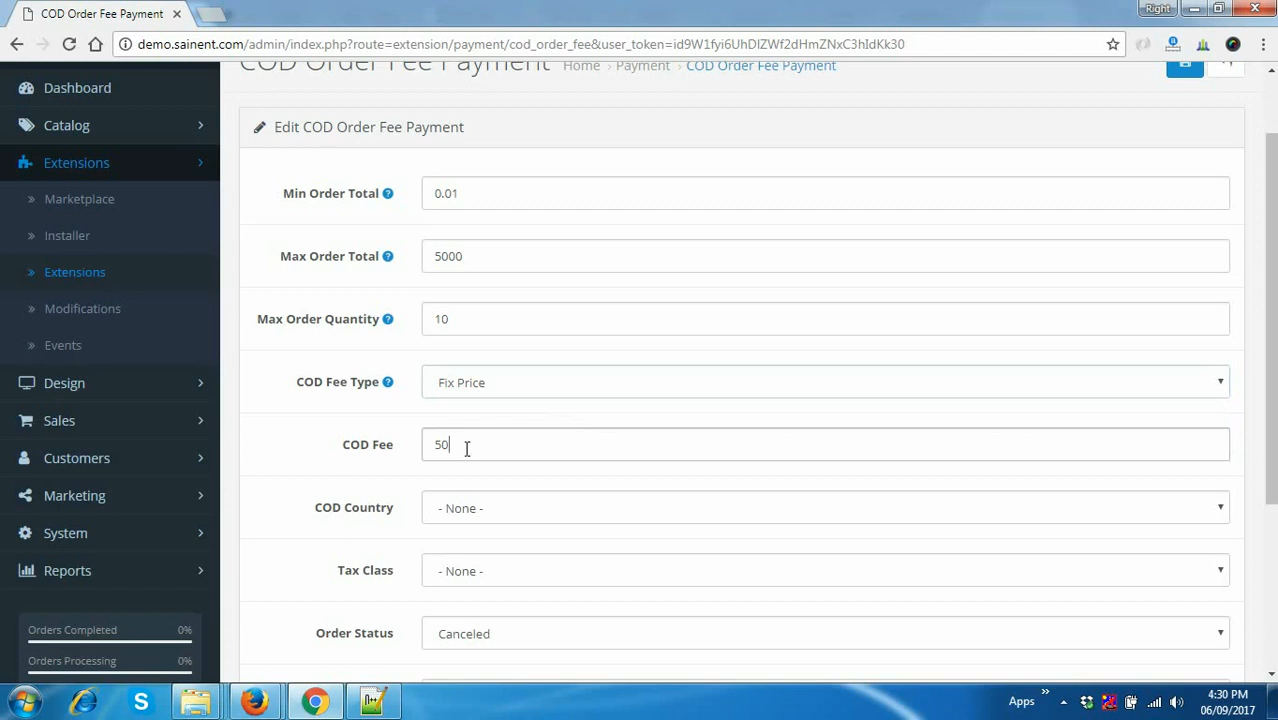 COD Order Fee Payment
Right
demo.sainent.com/admin/index.php?route=extension/payment/cod_order_fee&user_token=id9W1fyi6UhDlZWf2dHmZNxC3hIdKk30
COD Order Fee Payment
Home › Payment › COD Order Fee Payment
Dashboard
Catalog
Extensions
Marketplace
Installer
Extensions
Modifications
Events
Design
Sales
Customers
Marketing
System
Reports
Orders Completed 0%
Orders Processing 0%
Edit COD Order Fee Payment
Min Order Total 0.01
Max Order Total 5000
Max Order Quantity 10
COD Fee Type Fix Price
COD Fee 50
COD Country - None -
Tax Class - None -
Order Status Canceled
Apps
4:30 PM
06/09/2017